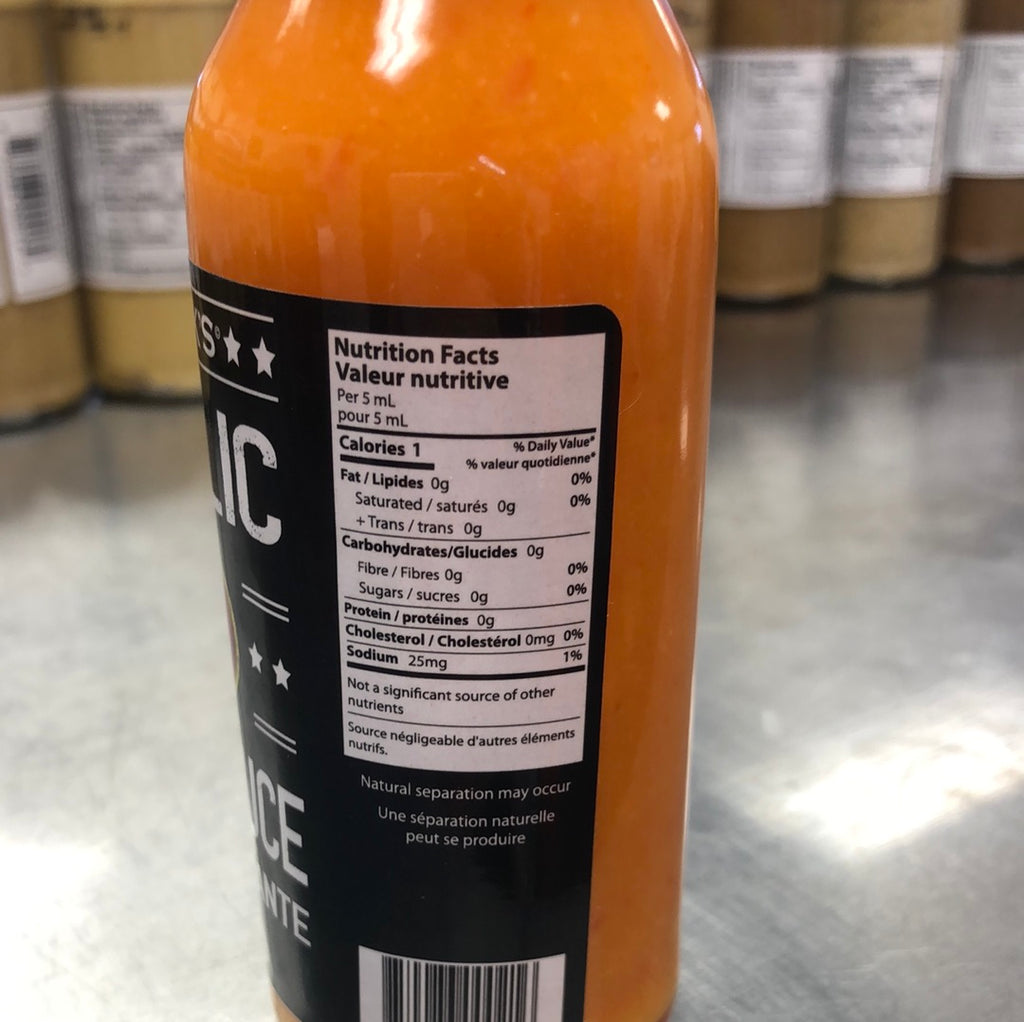 Nutrition Facts
Valeur nutritive
Per 5 mL
pour 5 mL
Calories 1
% Daily Value*
% valeur quotidienne*
Fat / Lipides 0g 0%
Saturated / saturés 0g 0%
+ Trans / trans 0g
Carbohydrates/Glucides 0g
Fibre / Fibres 0g 0%
Sugars / sucres 0g 0%
Protein / protéines 0g
Cholesterol / Cholestérol 0mg 0%
Sodium 25mg 1%
Not a significant source of other
nutrients
Source négligeable d'autres éléments
nutrifs.
Natural separation may occur
Une séparation naturelle
peut se produire